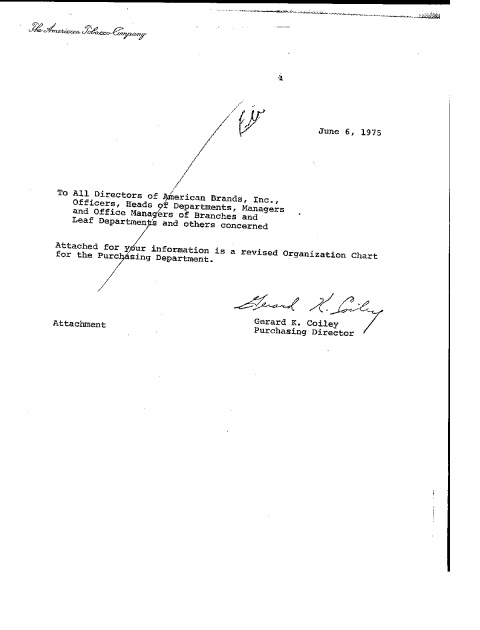 The American Tobacco Company
June 6, 1975
To All Directors of American Brands, Inc.,
Officers, Heads of Departments, Managers
and Office Managers of Branches and
Leaf Departments and others concerned
Attached for your information is a revised Organization Chart
for the Purchasing Department.
Gerard K. Coiley
Attachment
Gerard K. Coiley
Purchasing Director